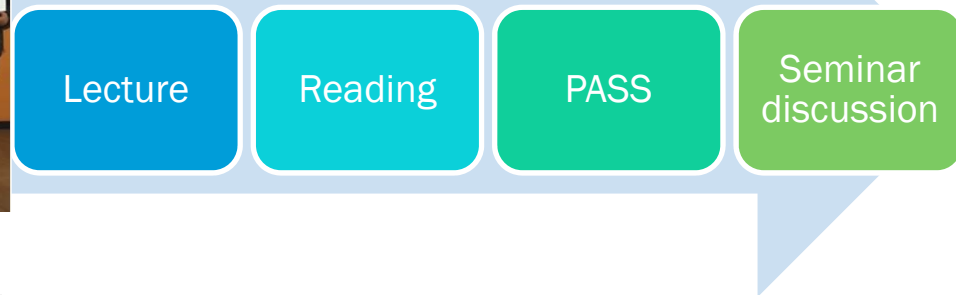 Lecture
Reading
PASS
Seminar
discussion